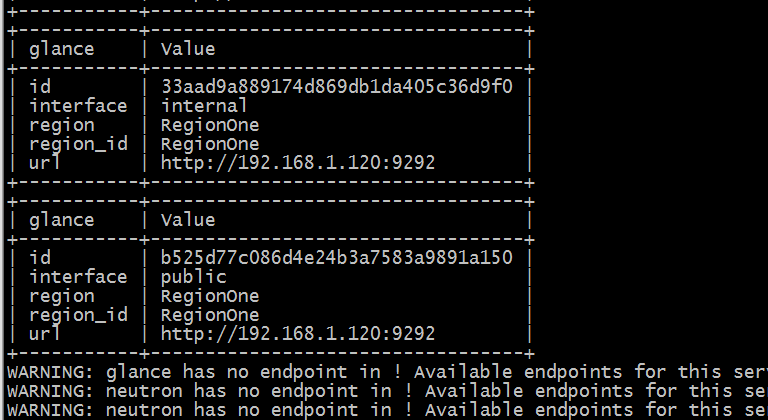 +-----------+----------------------------------+
+-----------+----------------------------------+
| glance    | Value                            |
+-----------+----------------------------------+
| id        | 33aad9a889174d869db1da405c36d9f0 |
| interface | internal                         |
| region    | RegionOne                        |
| region_id | RegionOne                        |
| url       | http://192.168.1.120:9292        |
+-----------+----------------------------------+
+-----------+----------------------------------+
| glance    | Value                            |
+-----------+----------------------------------+
| id        | b525d77c086d4e24b3a7583a9891a150 |
| interface | public                           |
| region    | RegionOne                        |
| region_id | RegionOne                        |
| url       | http://192.168.1.120:9292        |
+-----------+----------------------------------+
WARNING: glance has no endpoint in ! Available endpoints for this serv
WARNING: neutron has no endpoint in ! Available endpoints for this se
WARNING: neutron has no endpoint in ! Available endpoints for this se